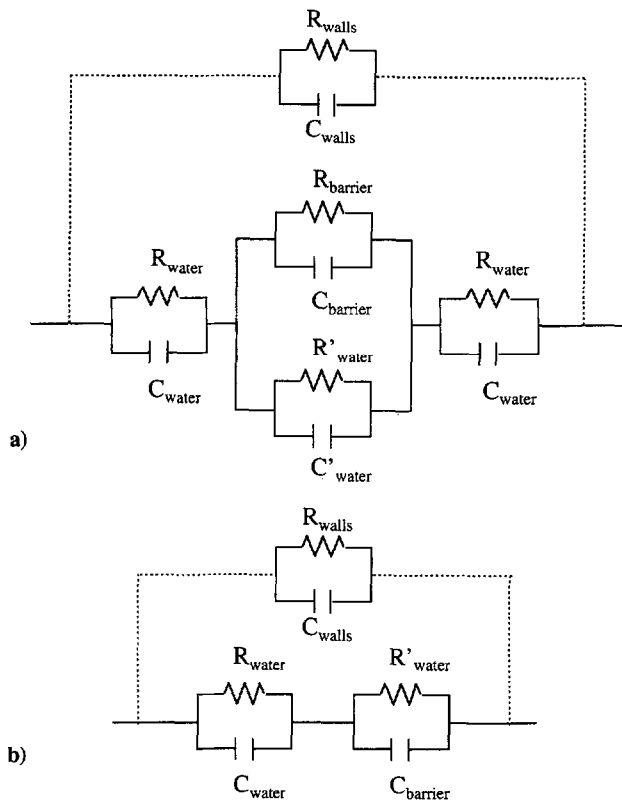 R_walls
C_walls
R_barrier
C_barrier
R_water
C_water
R'_water
C'_water
R_water
C_water
a)
R_walls
C_walls
R_water
C_water
R'_water
C_barrier
b)